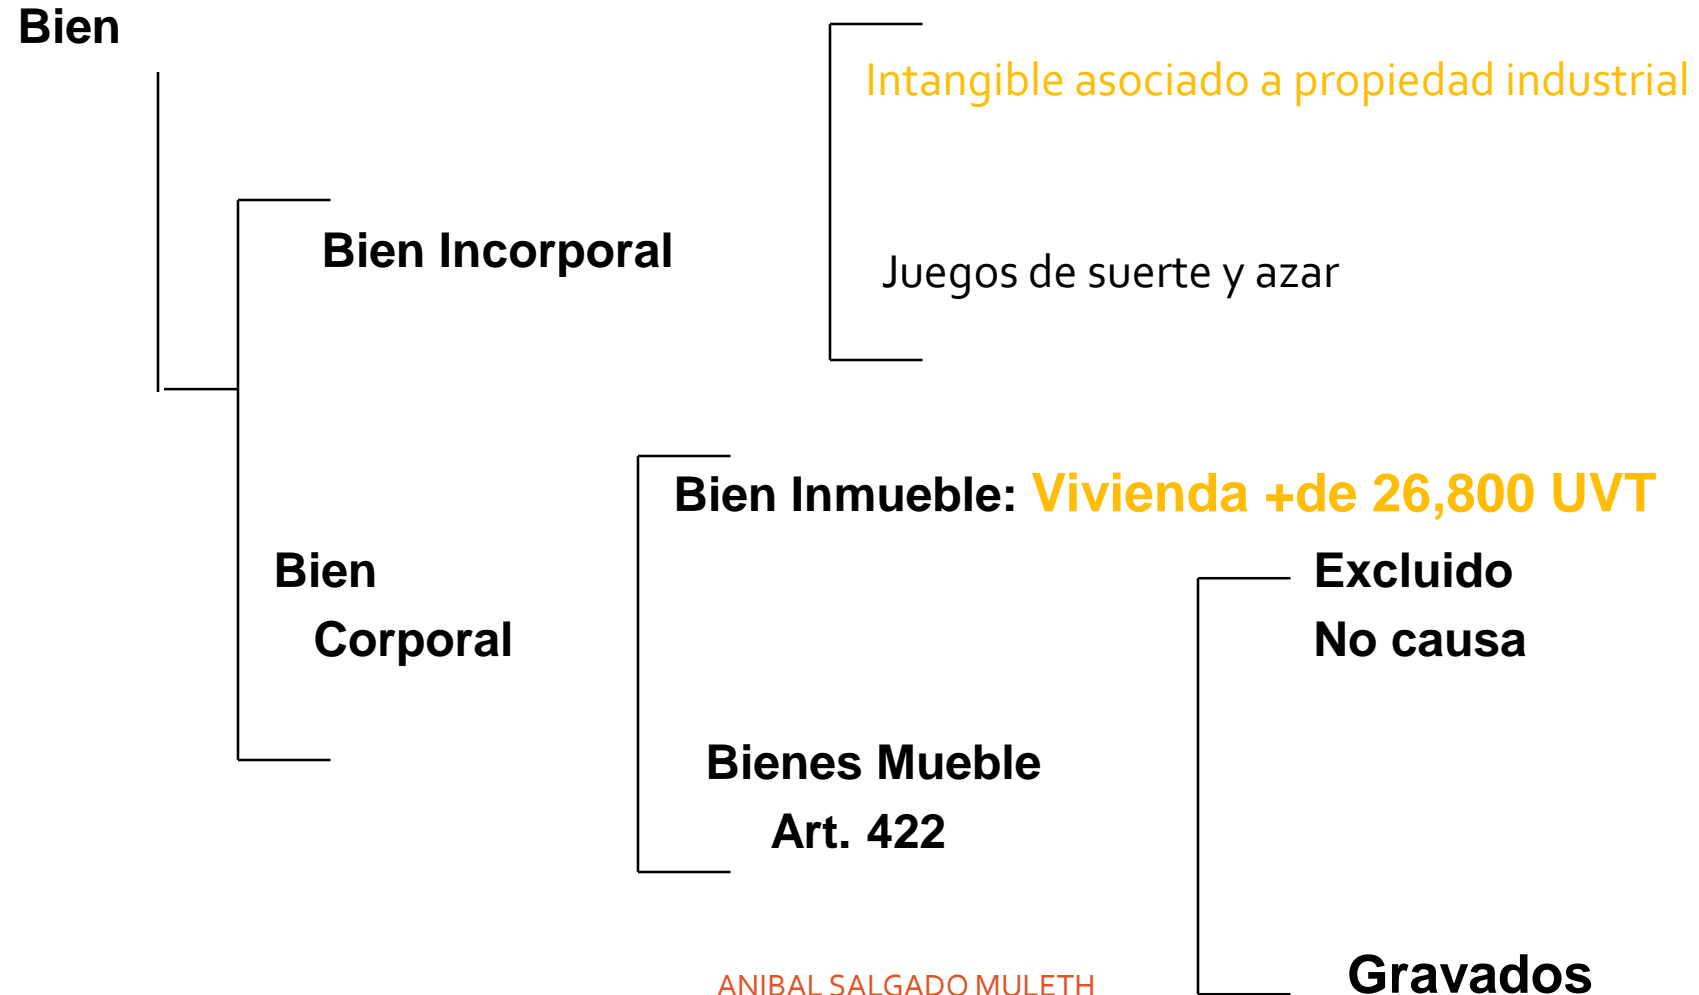 Bien
Intangible asociado a propiedad industrial
Bien Incorporal
Juegos de suerte y azar
Bien Inmueble: Vivienda +de 26,800 UVT
Bien
Corporal
Excluido
No causa
Bienes Mueble
Art. 422
Gravados
ANIBAL SALGADO MULETH